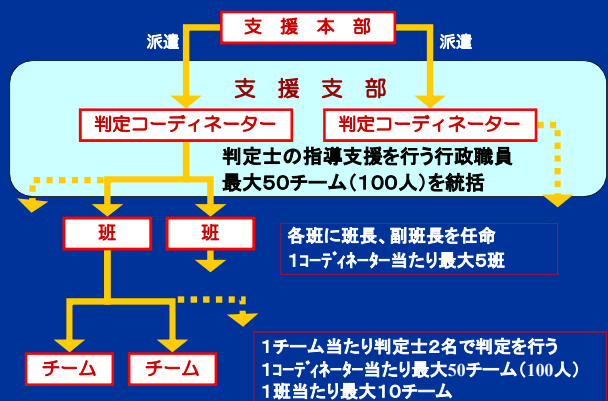 支援本部
派遣
派遣
支援支部
判定コーディネーター
判定コーディネーター
判定士の指導支援を行う行政職員
最大50チーム(100人)を統括
班
班
各班に班長、副班長を任命
1コーディネーター当たり最大5班
チーム
チーム
1チーム当たり判定士2名で判定を行う
1コーディネーター当たり最大50チーム(100人)
1班当たり最大10チーム